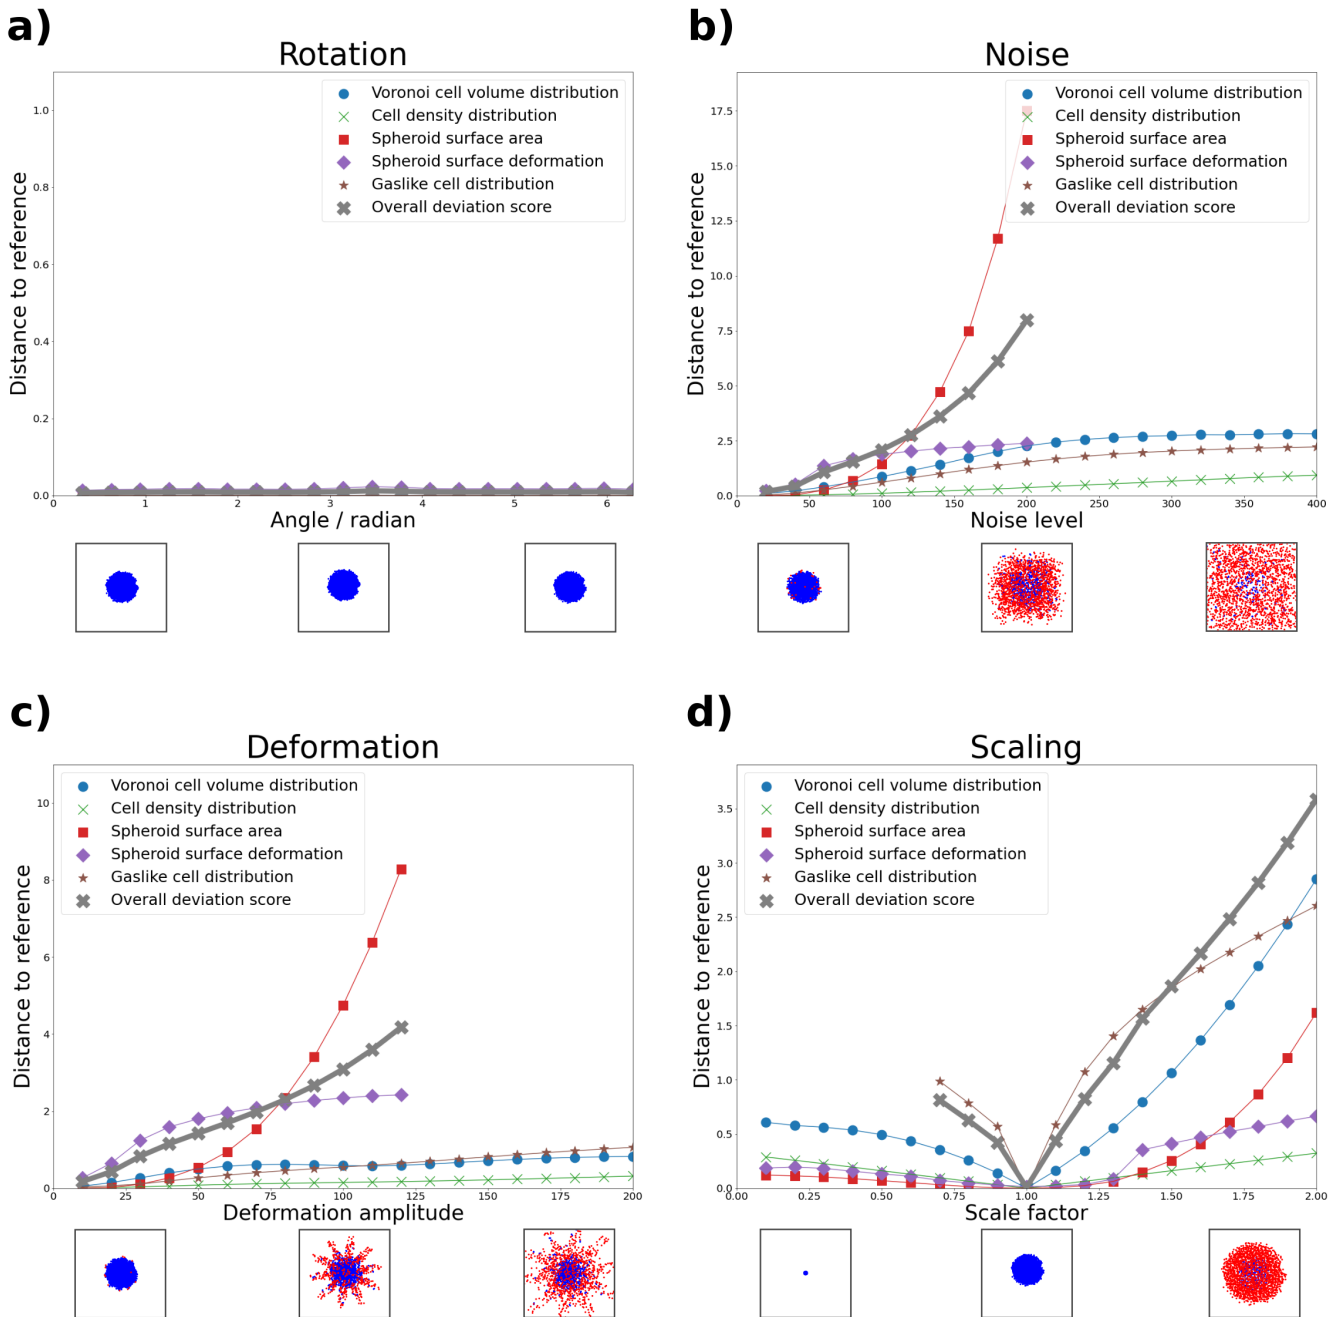 a)
Rotation
Distance to reference
1.0
0.8
0.6
0.4
0.2
0.0
Voronoi cell volume distribution
Cell density distribution
Spheroid surface area
Spheroid surface deformation
Gaslike cell distribution
Overall deviation score
0 1 2 3 4 5 6
Angle / radian
b)
Noise
Distance to reference
17.5
15.0
12.5
10.0
7.5
5.0
2.5
0.0
Voronoi cell volume distribution
Cell density distribution
Spheroid surface area
Spheroid surface deformation
Gaslike cell distribution
Overall deviation score
0 50 100 150 200 250 300 350 400
Noise level
c)
Deformation
Distance to reference
10
8
6
4
2
0
Voronoi cell volume distribution
Cell density distribution
Spheroid surface area
Spheroid surface deformation
Gaslike cell distribution
Overall deviation score
0 25 50 75 100 125 150 175 200
Deformation amplitude
d)
Scaling
Distance to reference
3.5
3.0
2.5
2.0
1.5
1.0
0.5
0.0
Voronoi cell volume distribution
Cell density distribution
Spheroid surface area
Spheroid surface deformation
Gaslike cell distribution
Overall deviation score
0.00 0.25 0.50 0.75 1.00 1.25 1.50 1.75 2.00
Scale factor